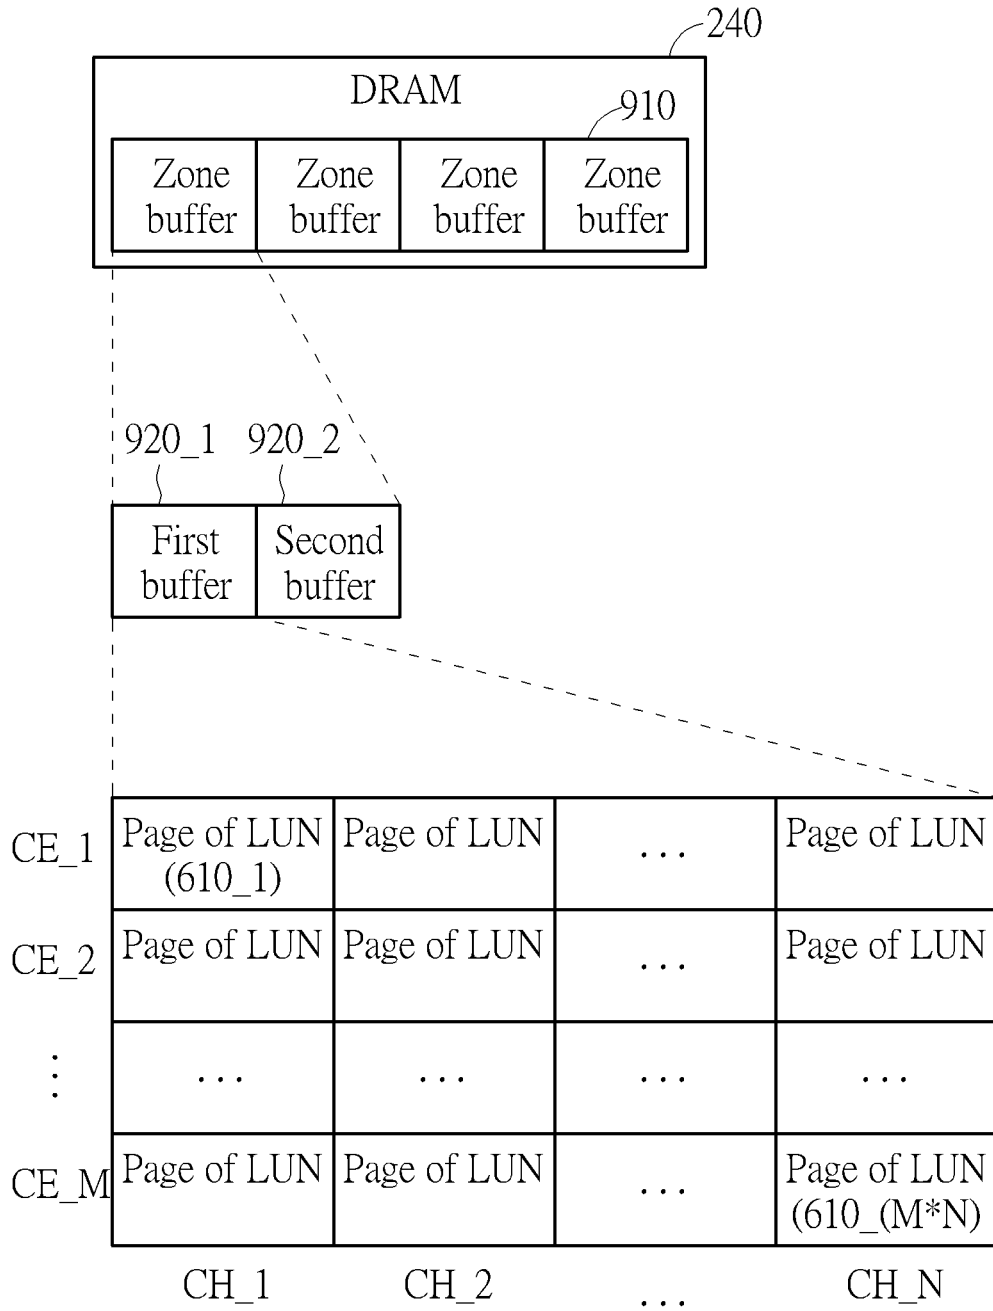 240
DRAM
910
Zone buffer
Zone buffer
Zone buffer
Zone buffer
920_1
920_2
First buffer
Second buffer
CE_1
Page of LUN (610_1)
Page of LUN
...
Page of LUN
CE_2
Page of LUN
Page of LUN
...
Page of LUN
⋮
...
...
...
...
CE_M
Page of LUN
Page of LUN
...
Page of LUN (610_(M*N)
CH_1
CH_2
...
CH_N